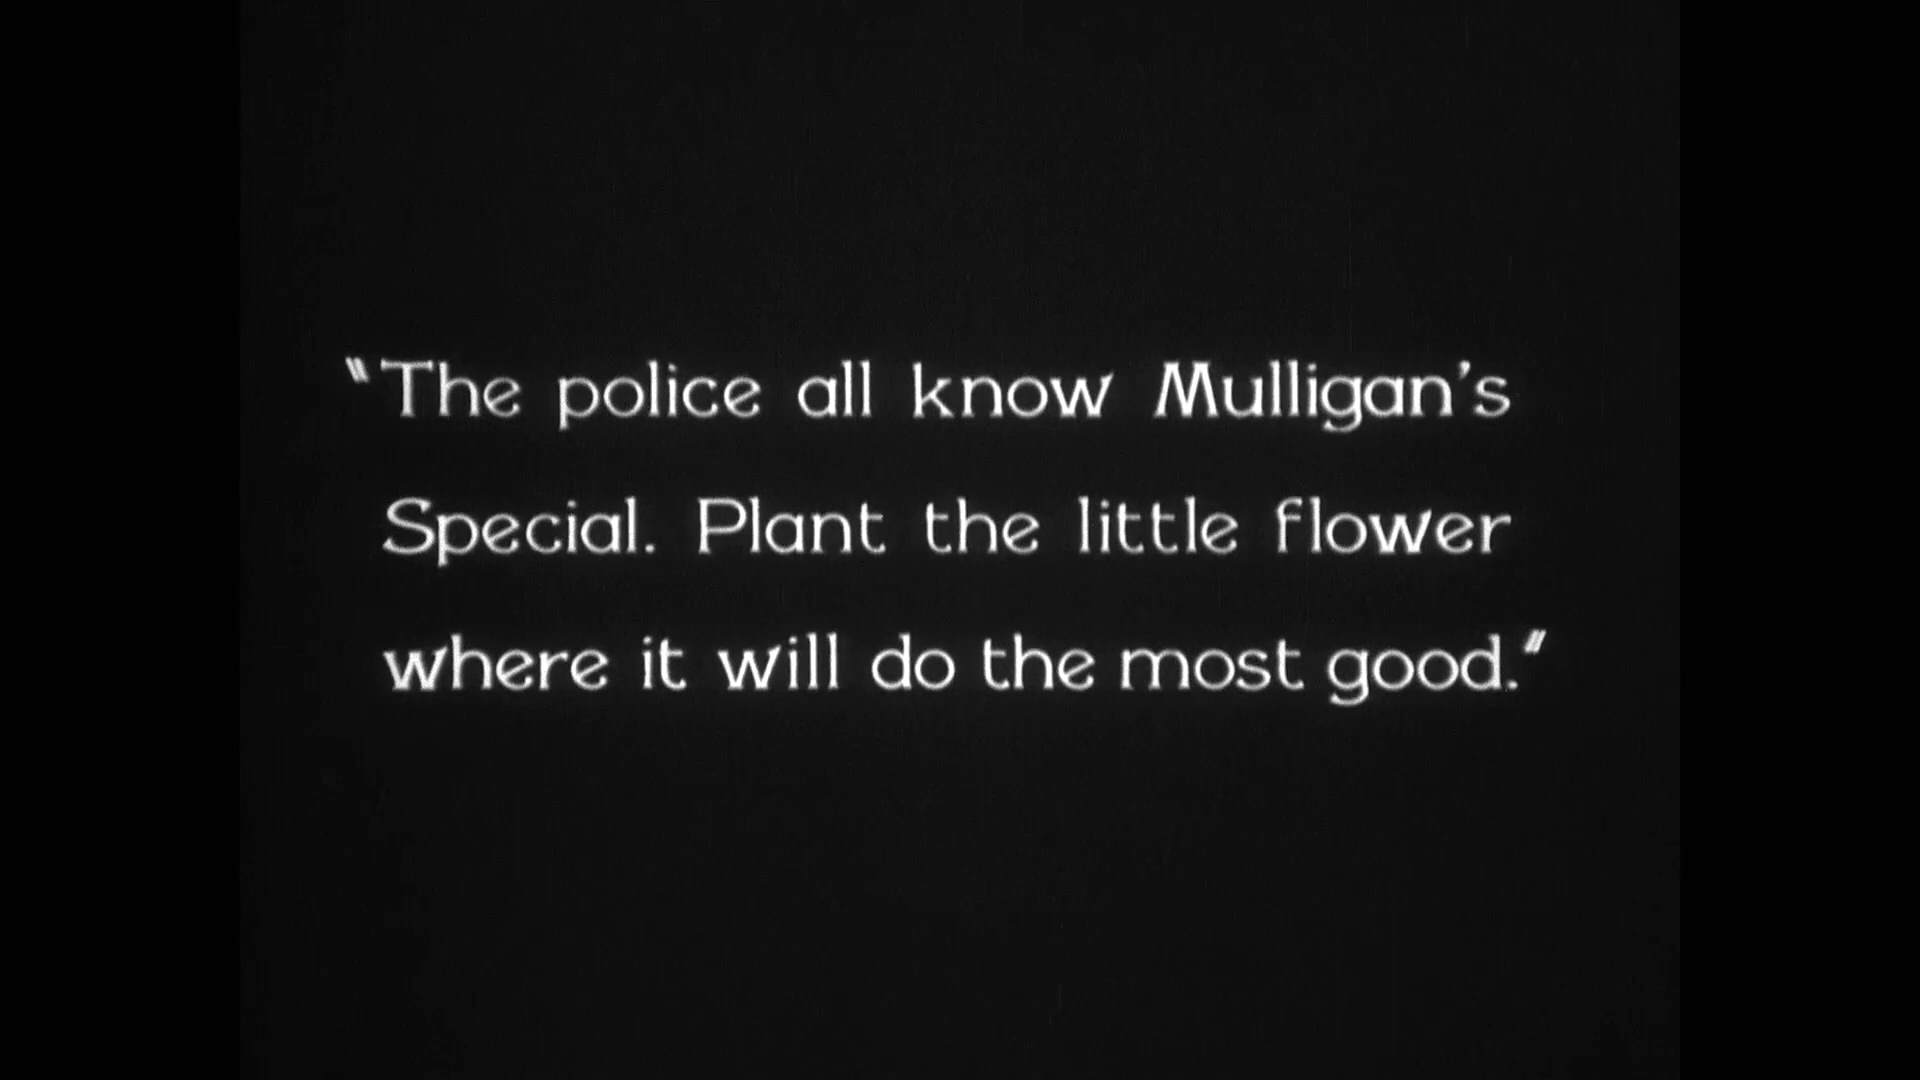 "The police all know Mulligan's
Special. Plant the little flower
where it will do the most good."